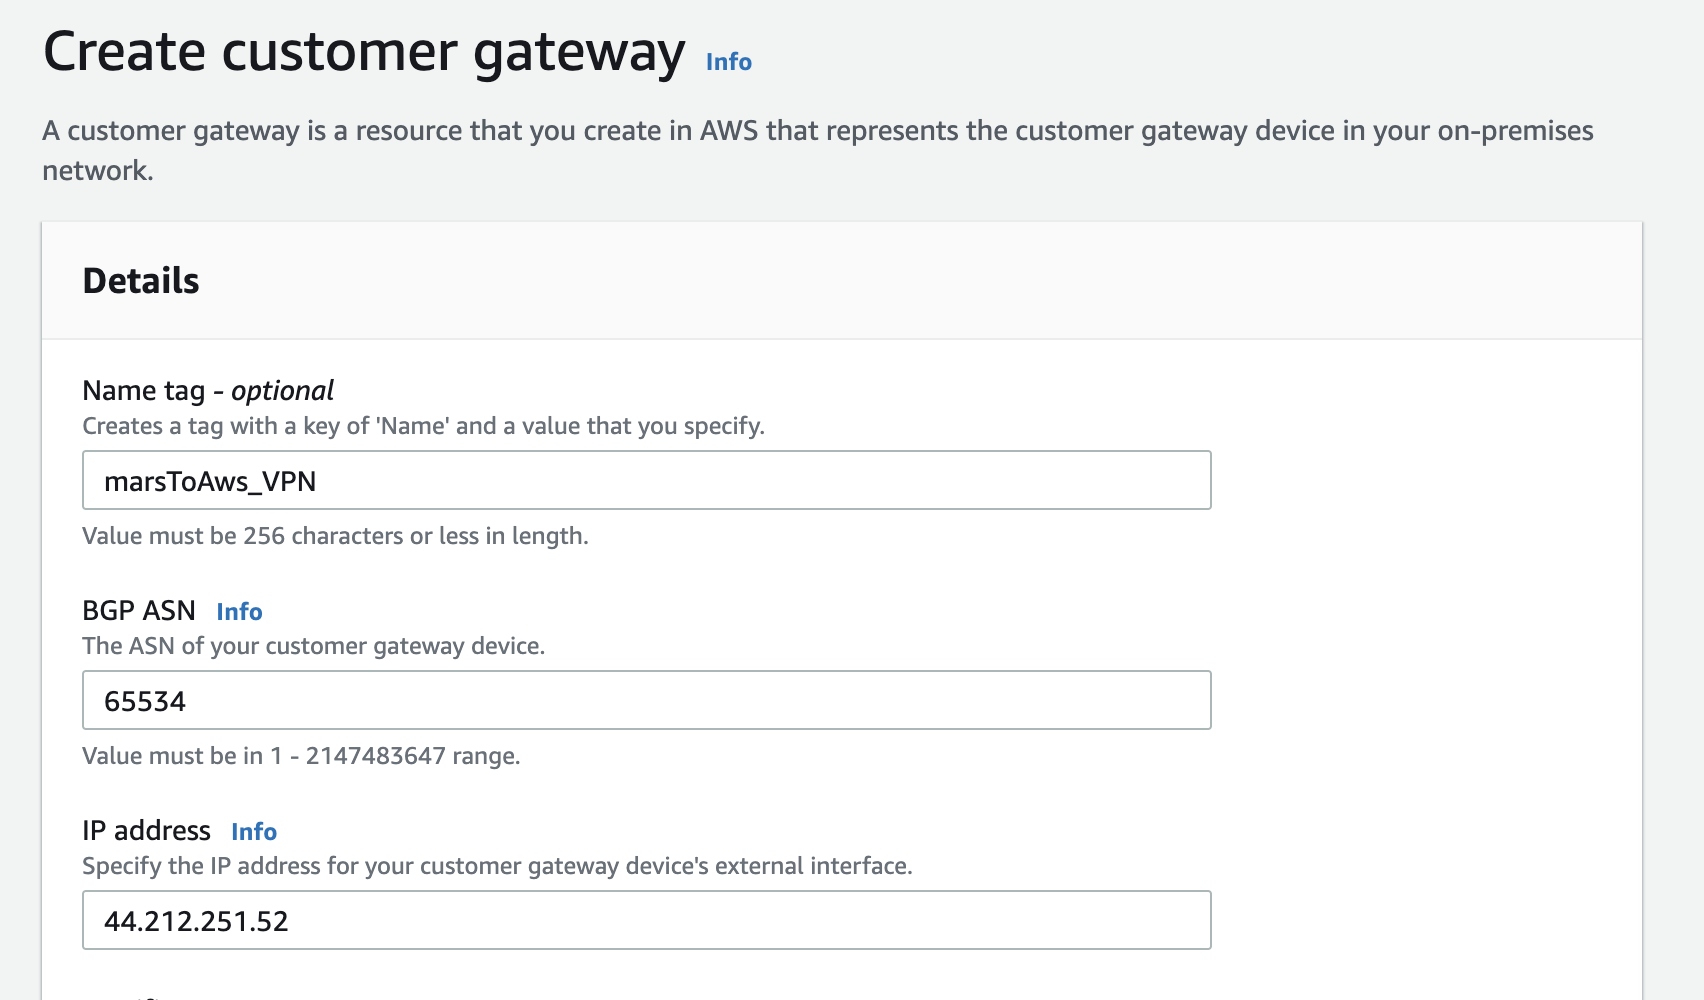 Create customer gateway Info
A customer gateway is a resource that you create in AWS that represents the customer gateway device in your on-premises
network.
Details
Name tag - optional
Creates a tag with a key of 'Name' and a value that you specify.
marsToAws_VPN
Value must be 256 characters or less in length.
BGP ASN Info
The ASN of your customer gateway device.
65534
Value must be in 1 - 2147483647 range.
IP address Info
Specify the IP address for your customer gateway device's external interface.
44.212.251.52